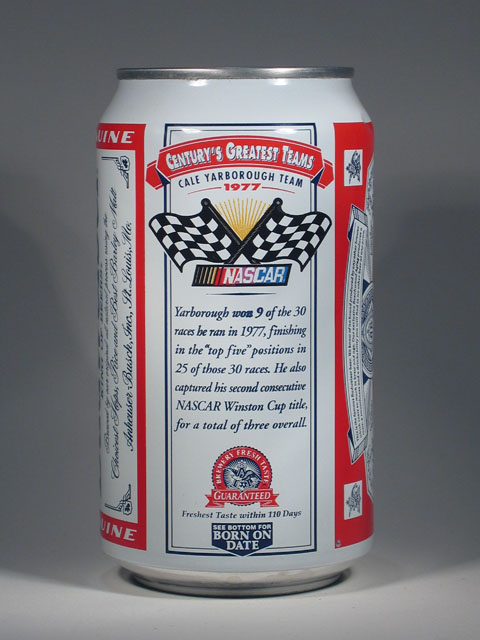 UINE
Choicest Hops, Rice and Best Barley Malt
Anheuser-Busch, Inc., St. Louis, Mo.
UINE
CENTURY'S GREATEST TEAMS
CALE YARBOROUGH TEAM
1977
NASCAR
Yarborough won 9 of the 30
races he ran in 1977, finishing
in the "top five" positions in
25 of those 30 races. He also
captured his second consecutive
NASCAR Winston Cup title,
for a total of three overall.
BREWERY FRESH TASTE
GUARANTEED
Freshest Taste within 110 Days
SEE BOTTOM FOR
BORN ON
DATE